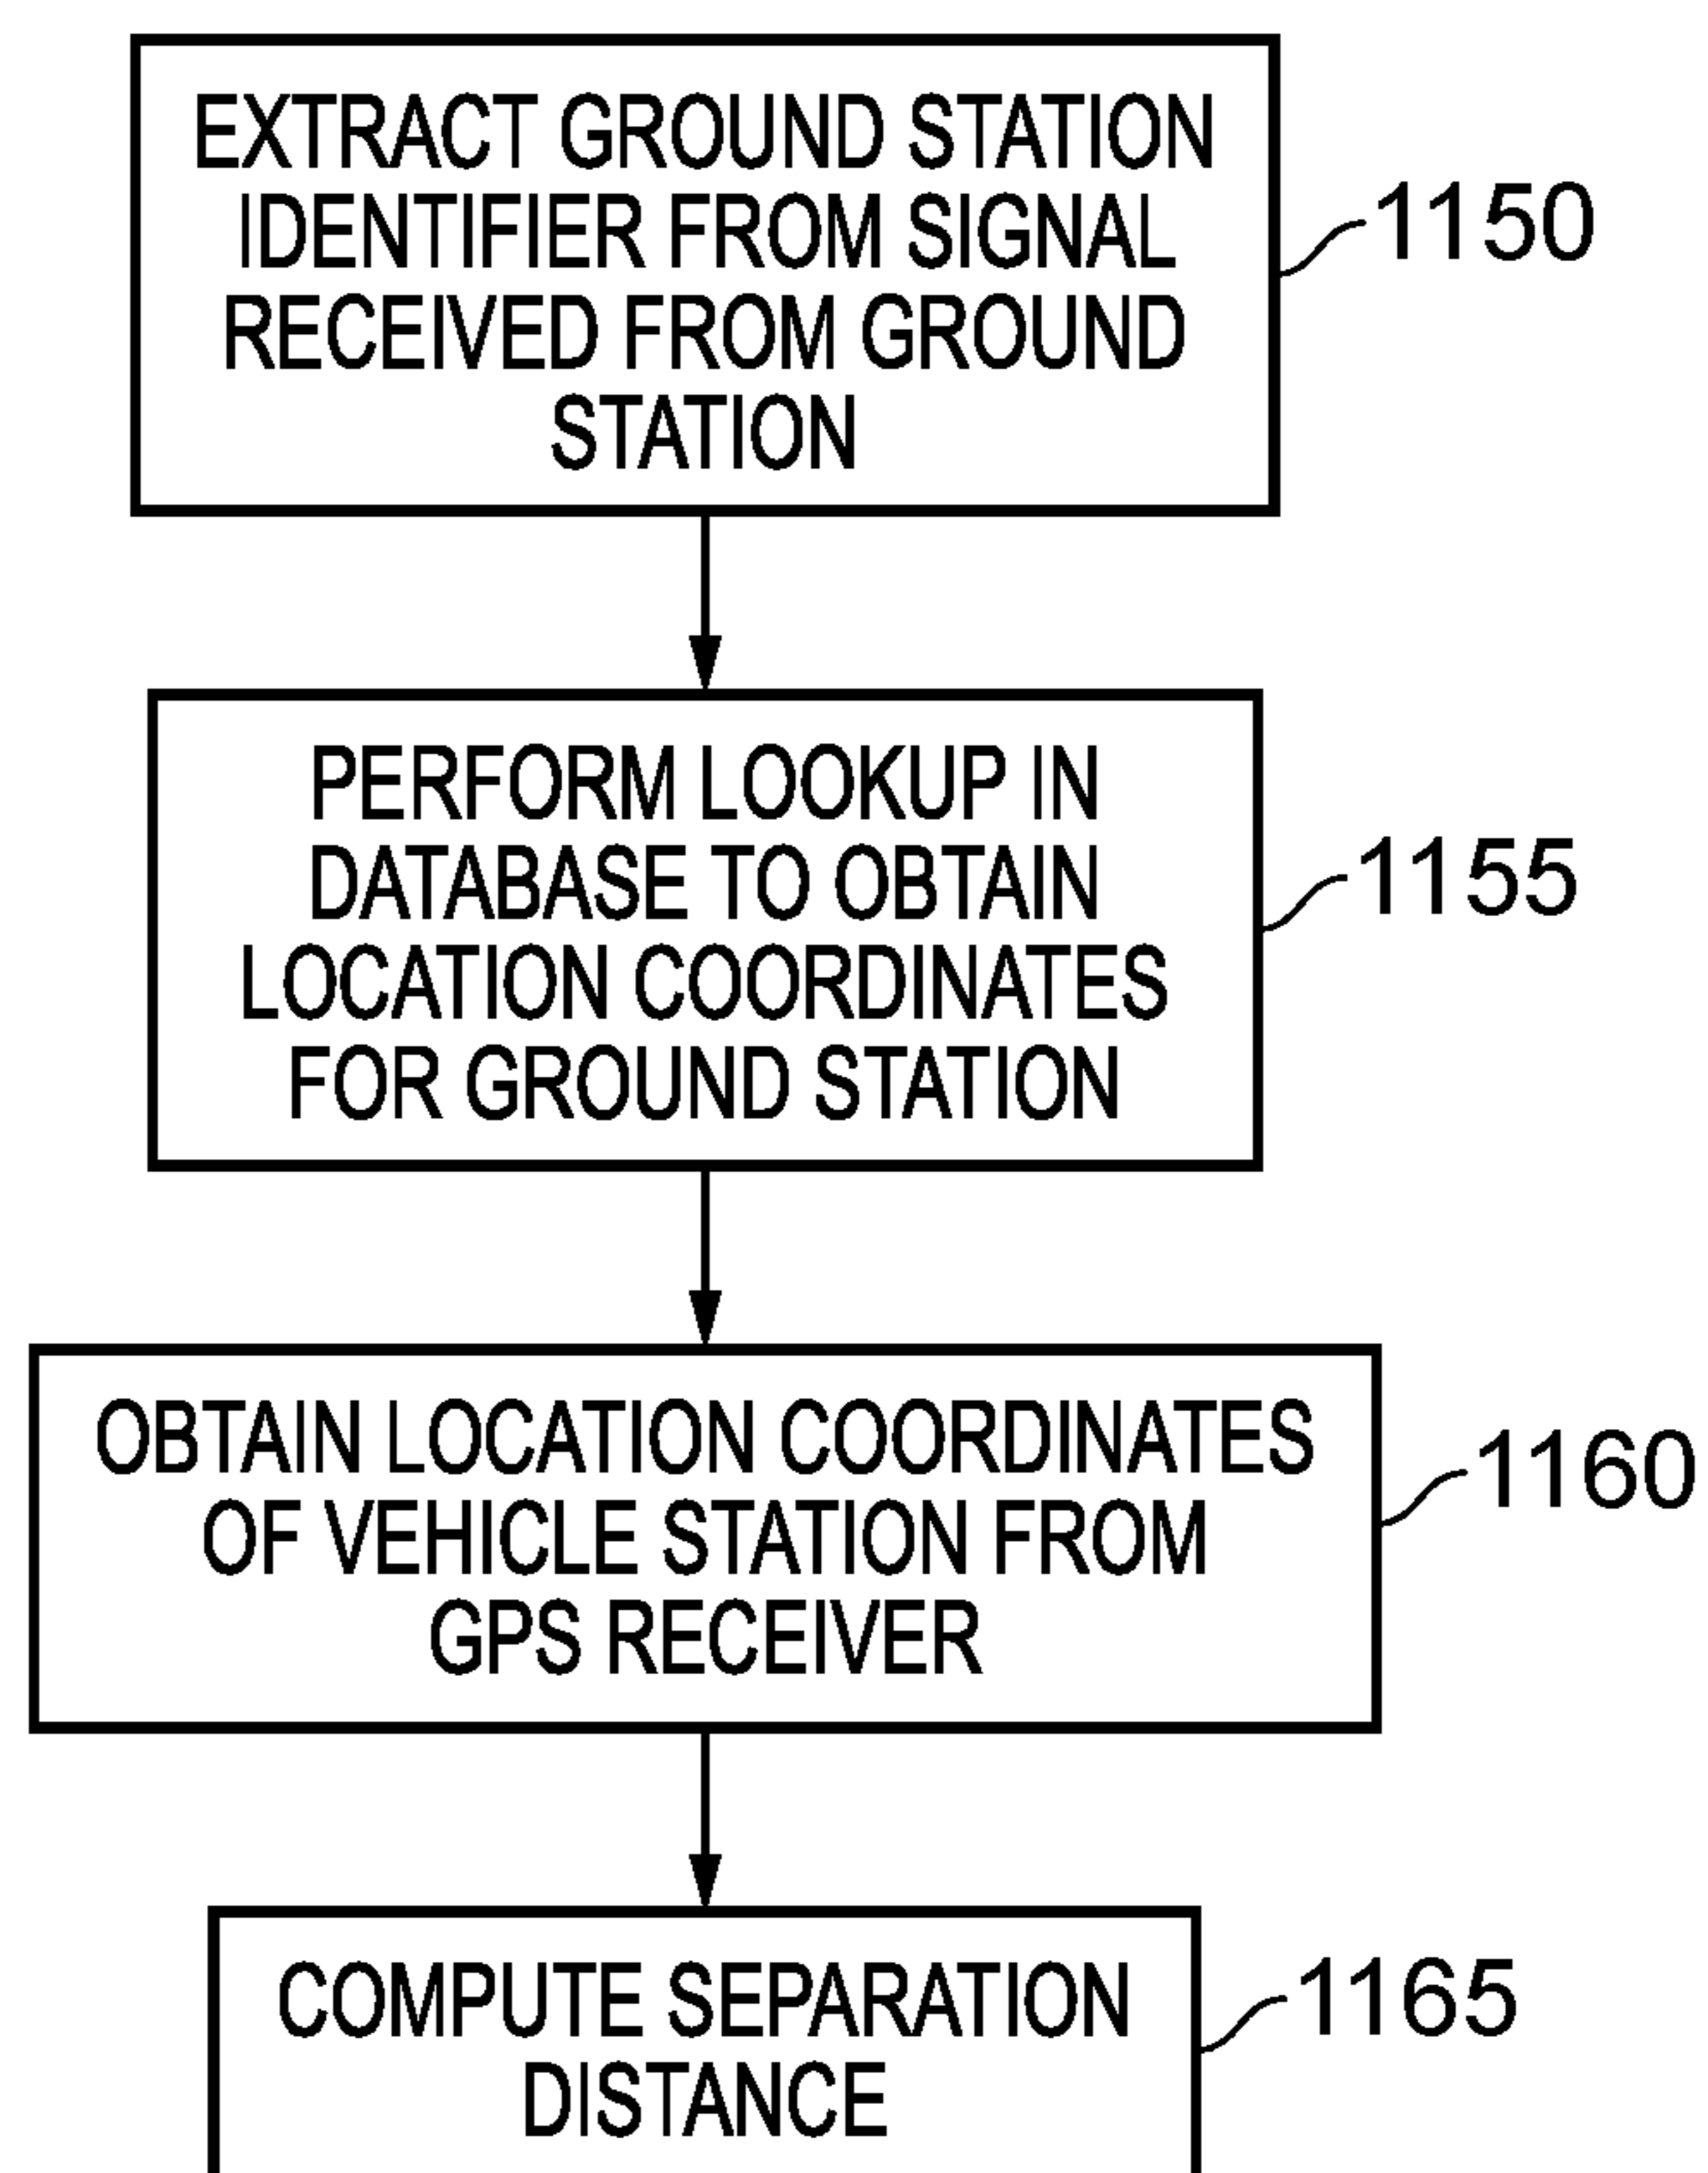 EXTRACT GROUND STATION
IDENTIFIER FROM SIGNAL
RECEIVED FROM GROUND
STATION
1150
PERFORM LOOKUP IN
DATABASE TO OBTAIN
LOCATION COORDINATES
FOR GROUND STATION
1155
OBTAIN LOCATION COORDINATES
OF VEHICLE STATION FROM
GPS RECEIVER
1160
COMPUTE SEPARATION
DISTANCE
1165